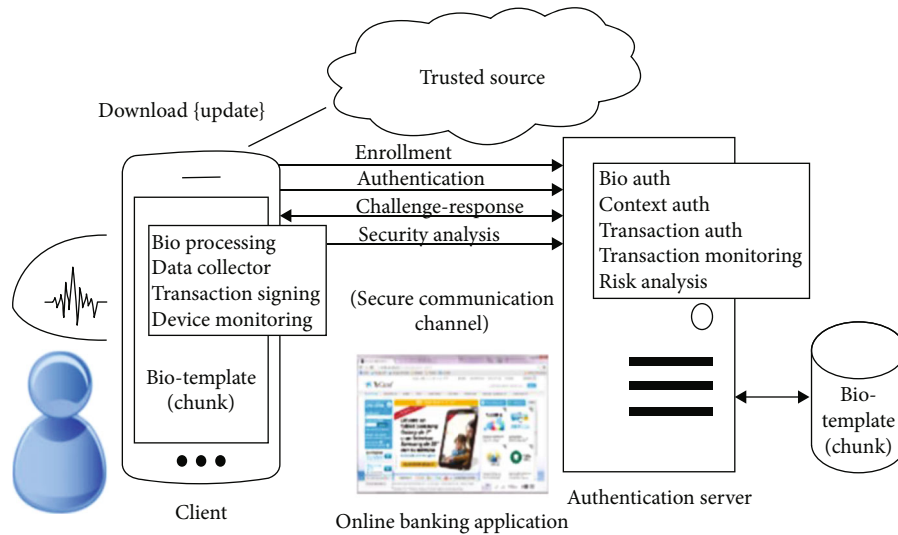 Trusted source
Download {update}
Enrollment
Authentication
Challenge-response
Security analysis
(Secure communication
channel)
Bio processing
Data collector
Transaction signing
Device monitoring
Bio-template
(chunk)
Client
Online banking application
Bio auth
Context auth
Transaction auth
Transaction monitoring
Risk analysis
Authentication server
Bio-
template
(chunk)